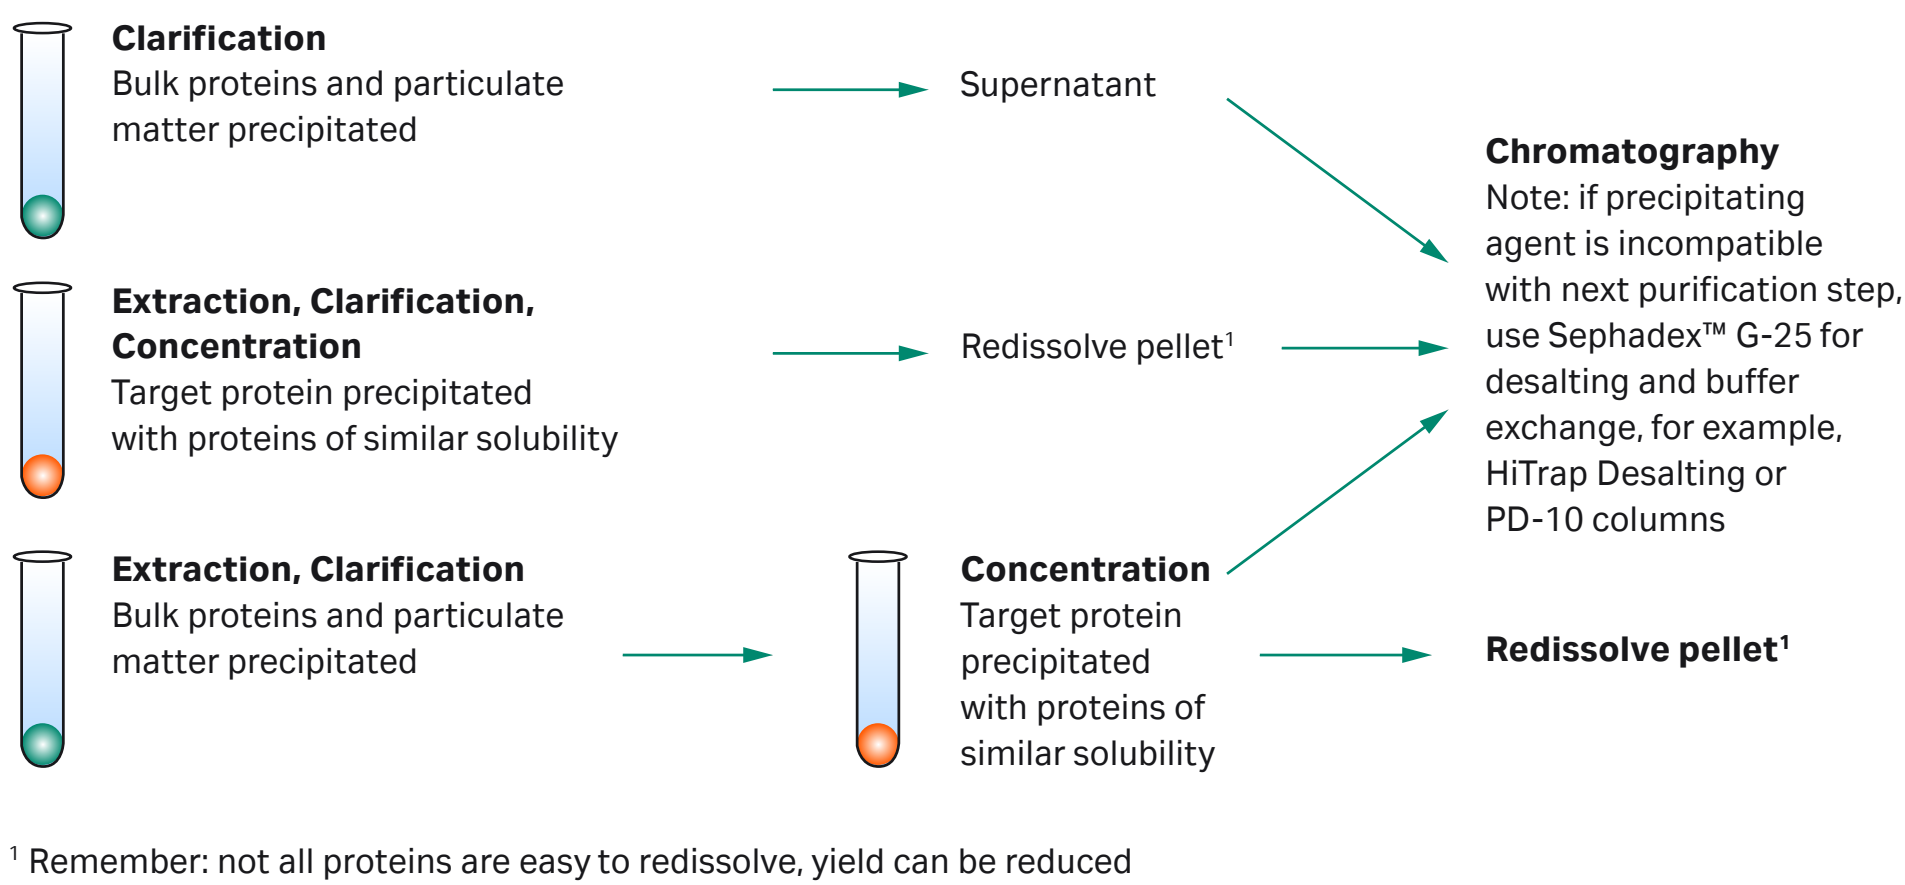 Clarification
Bulk proteins and particulate
matter precipitated
Supernatant
Extraction, Clarification,
Concentration
Target protein precipitated
with proteins of similar solubility
Redissolve pellet¹
Chromatography
Note: if precipitating
agent is incompatible
with next purification step,
use Sephadex™ G-25 for
desalting and buffer
exchange, for example,
HiTrap Desalting or
PD-10 columns
Extraction, Clarification
Bulk proteins and particulate
matter precipitated
Concentration
Target protein
precipitated
with proteins of
similar solubility
Redissolve pellet¹
¹ Remember: not all proteins are easy to redissolve, yield can be reduced